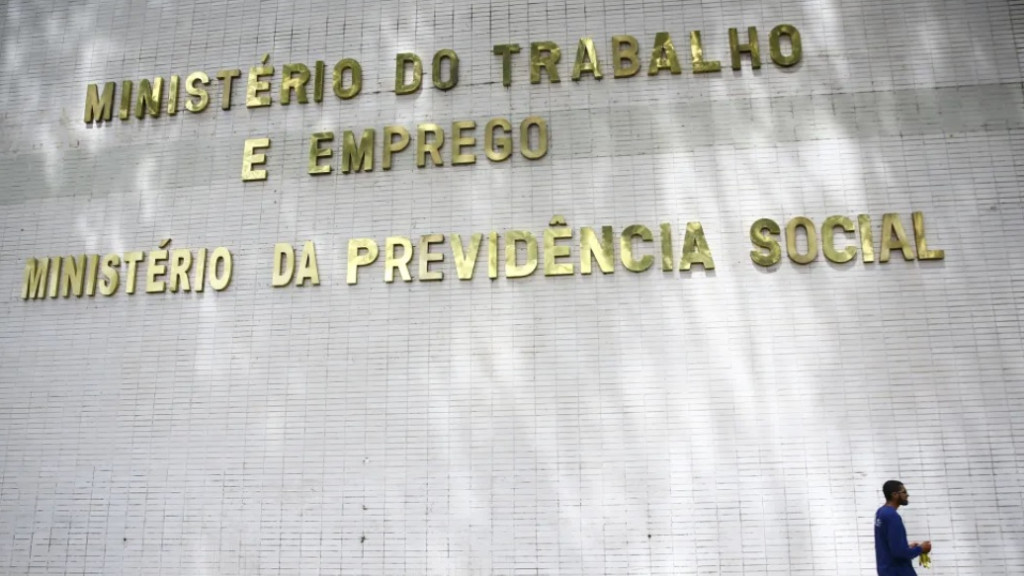 MINISTÉRIO DO TRABALHO
E EMPREGO
MINISTÉRIO DA PREVIDÊNCIA SOCIAL